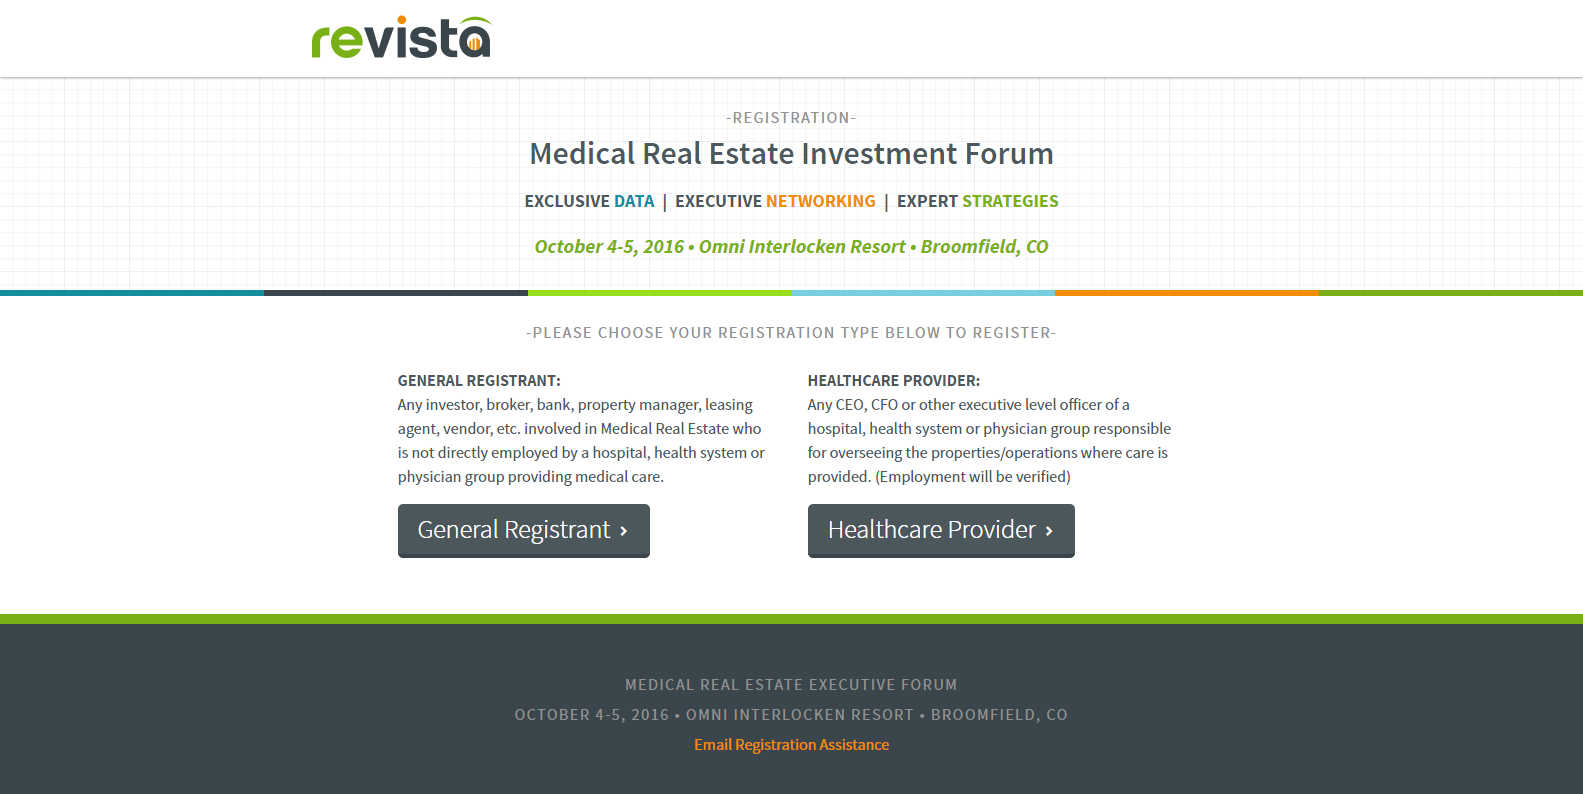 revista
-REGISTRATION-
Medical Real Estate Investment Forum
EXCLUSIVE DATA | EXECUTIVE NETWORKING | EXPERT STRATEGIES
October 4-5, 2016 • Omni Interlocken Resort • Broomfield, CO
-PLEASE CHOOSE YOUR REGISTRATION TYPE BELOW TO REGISTER-
GENERAL REGISTRANT:
Any investor, broker, bank, property manager, leasing
agent, vendor, etc. involved in Medical Real Estate who
is not directly employed by a hospital, health system or
physician group providing medical care.
General Registrant ›
HEALTHCARE PROVIDER:
Any CEO, CFO or other executive level officer of a
hospital, health system or physician group responsible
for overseeing the properties/operations where care is
provided. (Employment will be verified)
Healthcare Provider ›
MEDICAL REAL ESTATE EXECUTIVE FORUM
OCTOBER 4-5, 2016 • OMNI INTERLOCKEN RESORT • BROOMFIELD, CO
Email Registration Assistance